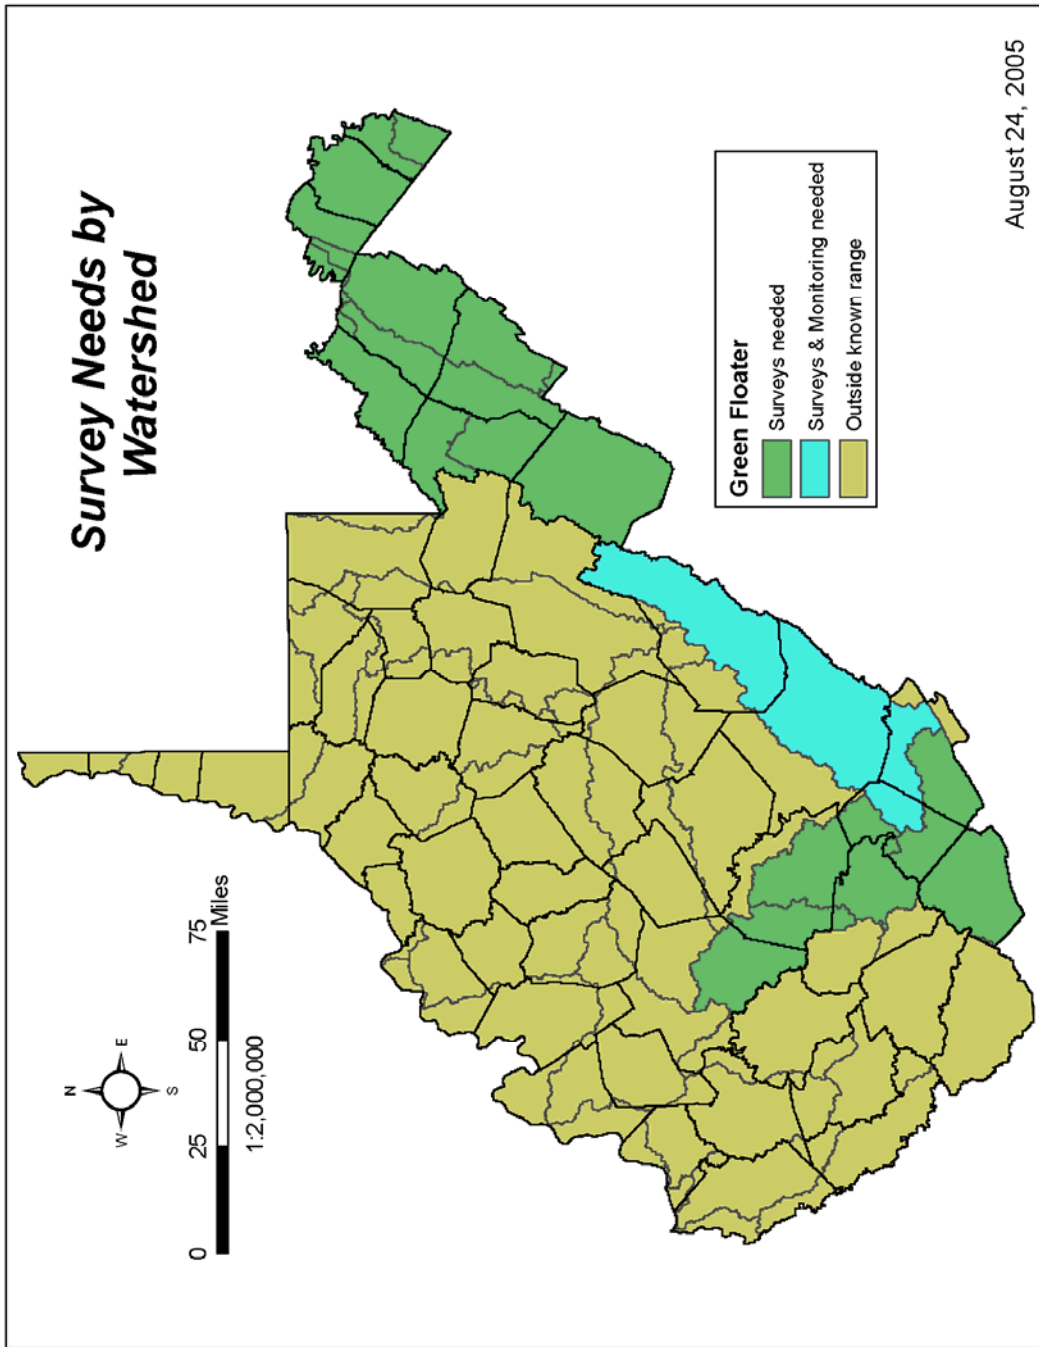 Survey Needs by
Watershed
N
W
E
S
0
25
50
75
Miles
1:2,000,000
Green Floater
Surveys needed
Surveys & Monitoring needed
Outside known range
August 24, 2005